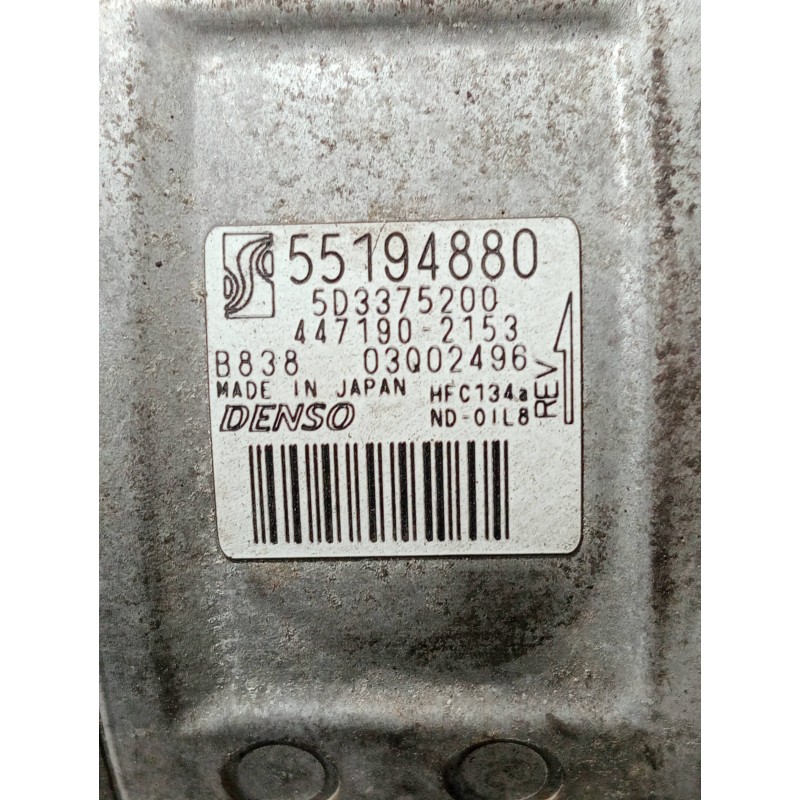 55194880
5D3375200
447190-2153
B838 03Q02496
MADE IN JAPAN HFC134a
DENSO ND-OIL8
REV